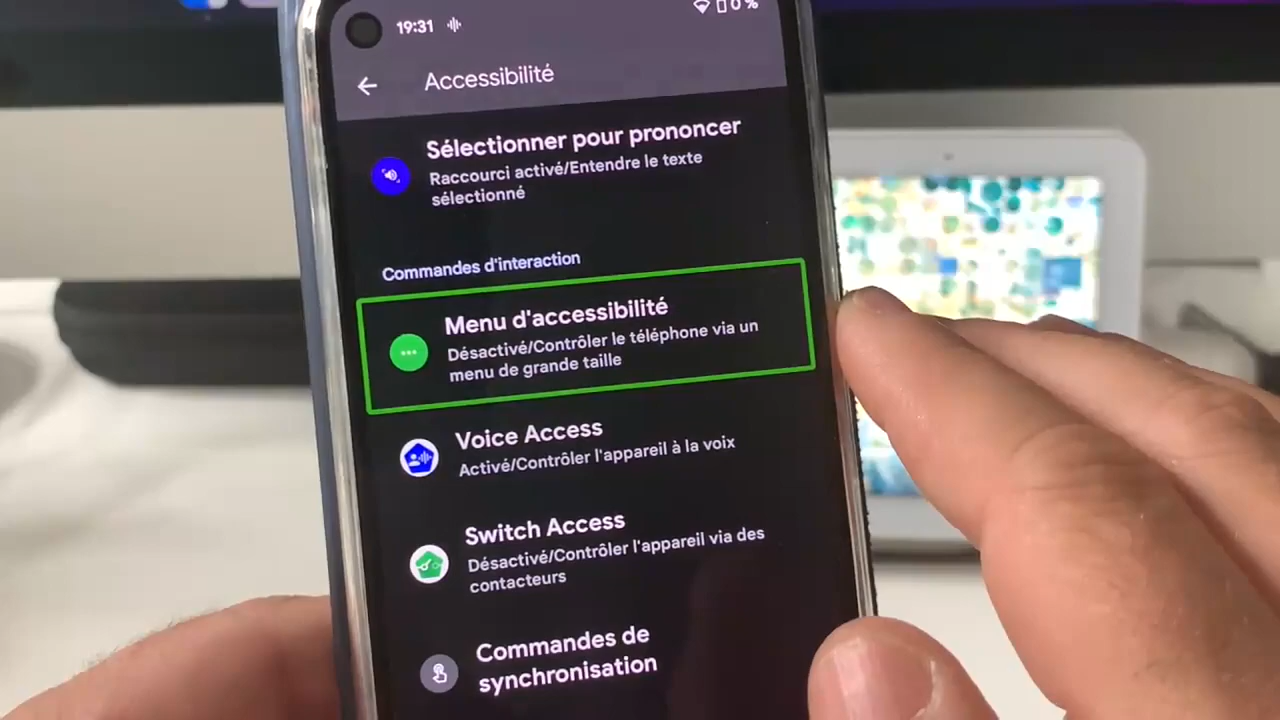 19:31
0 %
Accessibilité
Sélectionner pour prononcer
Raccourci activé/Entendre le texte
sélectionné
Commandes d'interaction
Menu d'accessibilité
Désactivé/Contrôler le téléphone via un
menu de grande taille
Voice Access
Activé/Contrôler l'appareil à la voix
Switch Access
Désactivé/Contrôler l'appareil via des
contacteurs
Commandes de
synchronisation